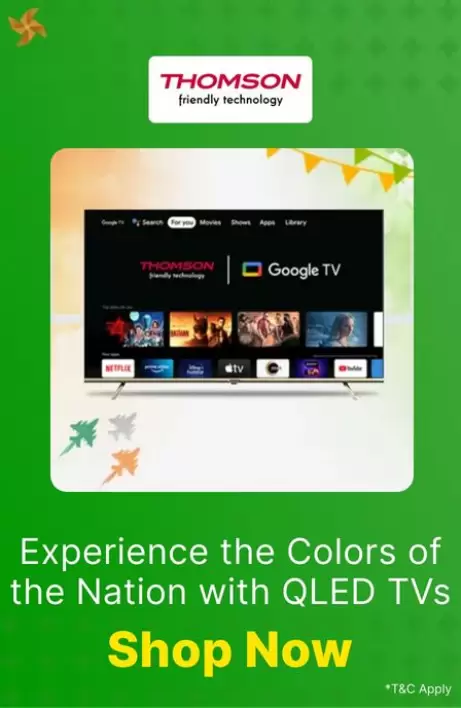 THOMSON
friendly technology
Google TV Search For you Movies Shows Apps Library
THOMSON
friendly technology
Google TV
NETFLIX prime video Disney+ hotstar tv YouTube
Experience the Colors of
the Nation with QLED TVs
Shop Now
*T&C Apply